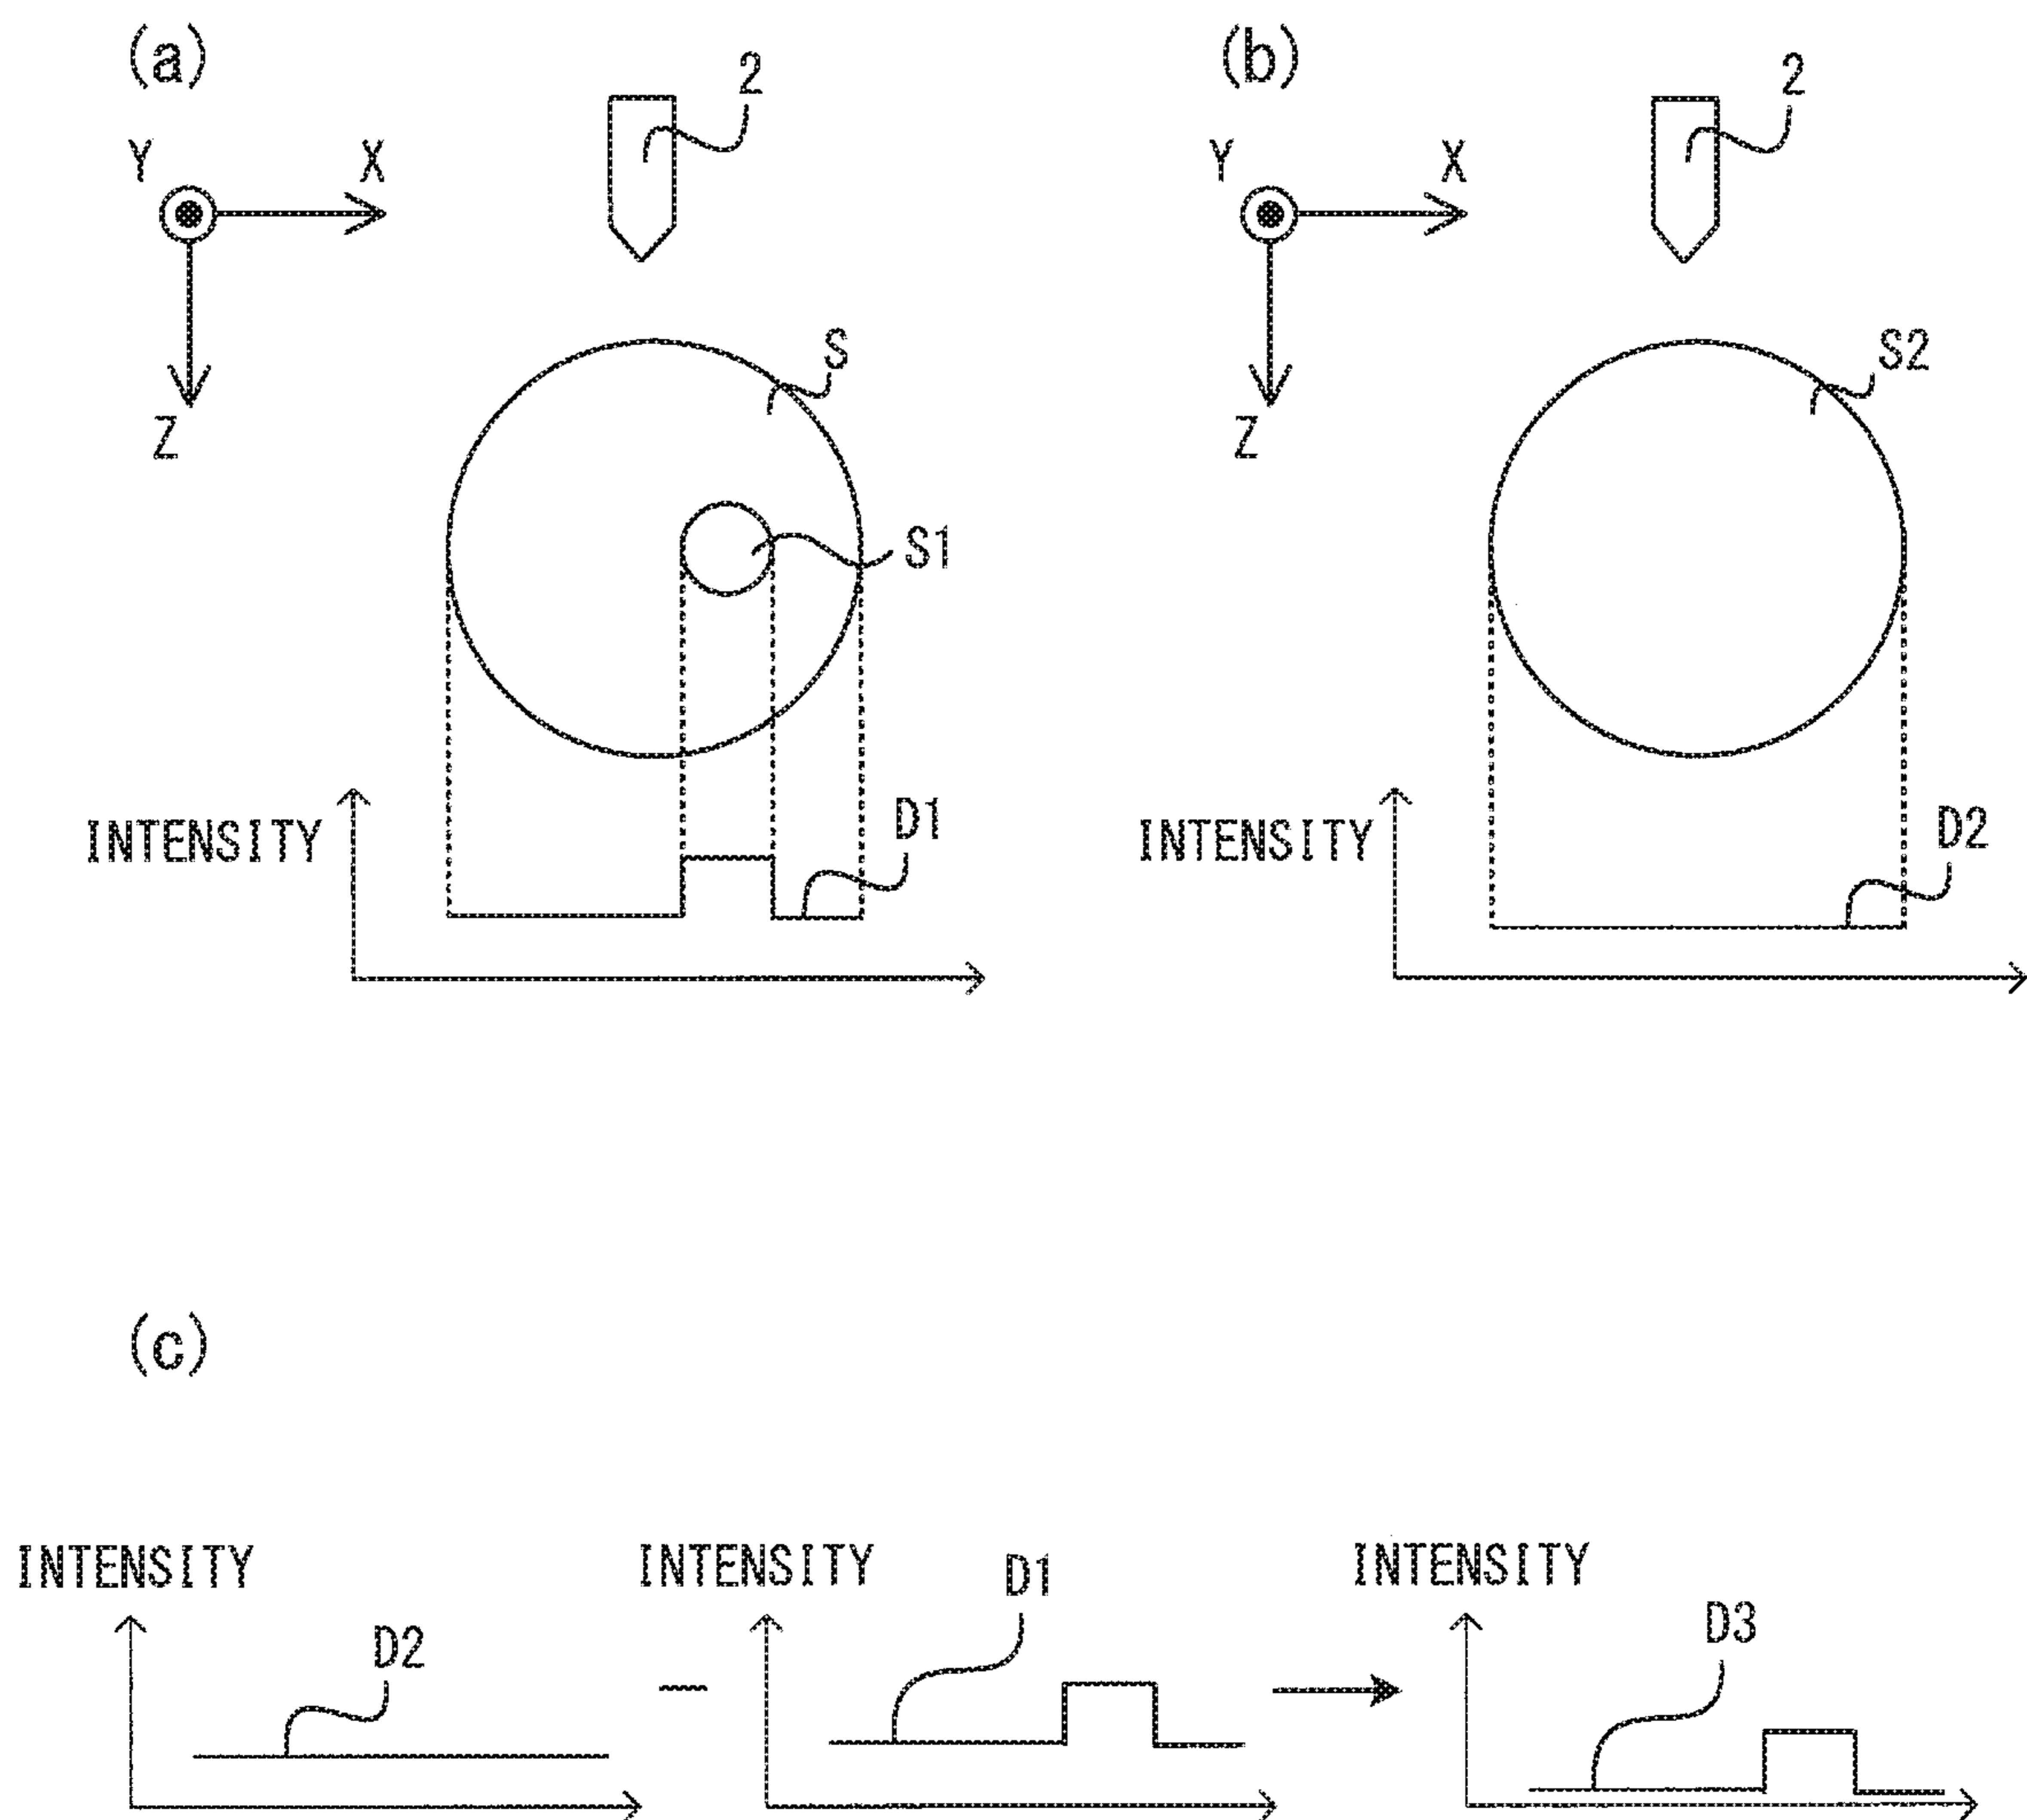 (a)
2
Y
X
Z
S
S1
INTENSITY
D1
(b)
2
Y
X
Z
S2
INTENSITY
D2
(c)
INTENSITY
D2
−
INTENSITY
D1
INTENSITY
D3